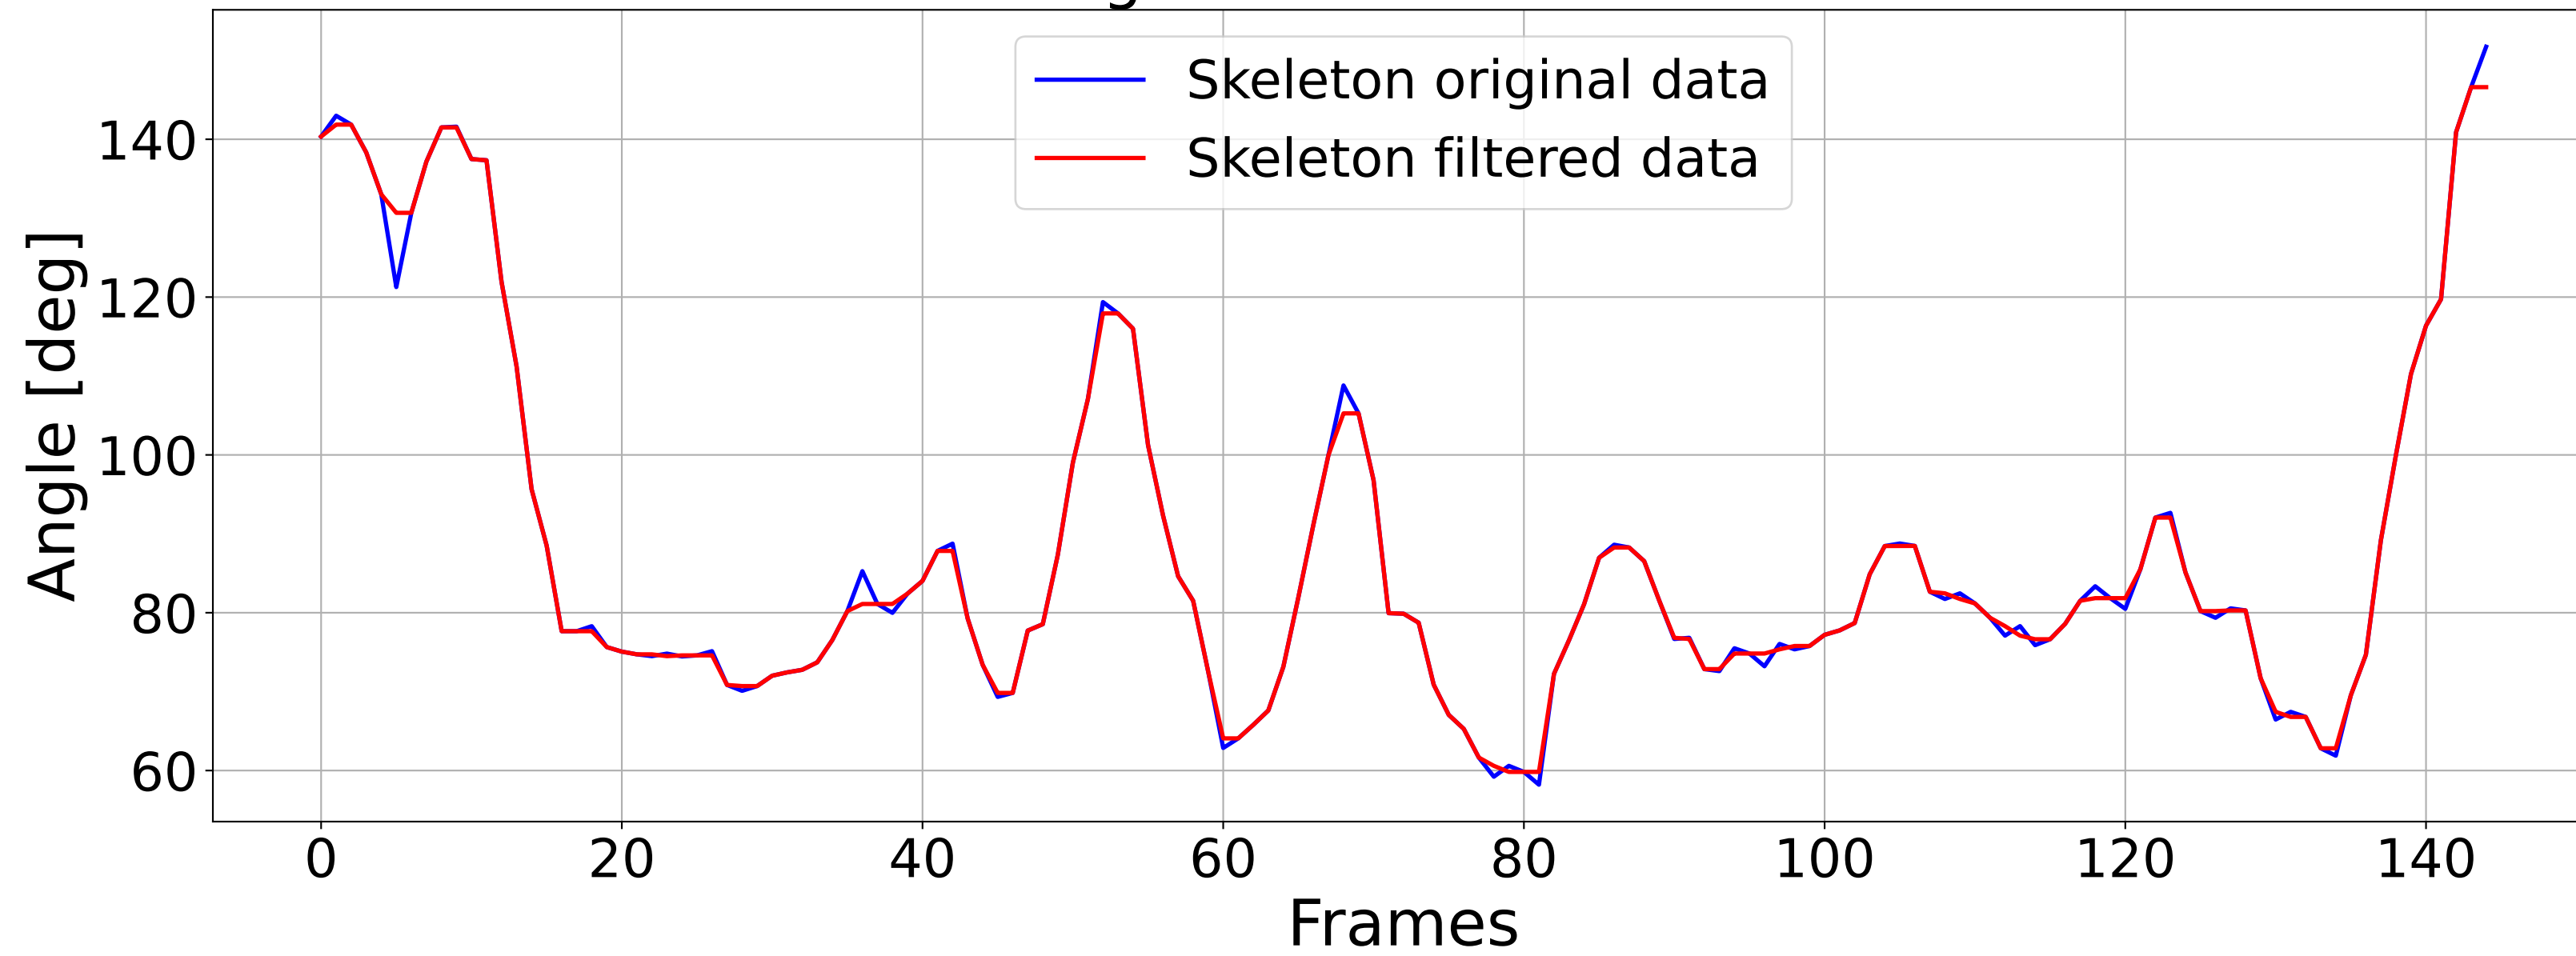 Skeleton original data
Skeleton filtered data
Angle [deg]
140
120
100
80
60
0 20 40 60 80 100 120 140
Frames